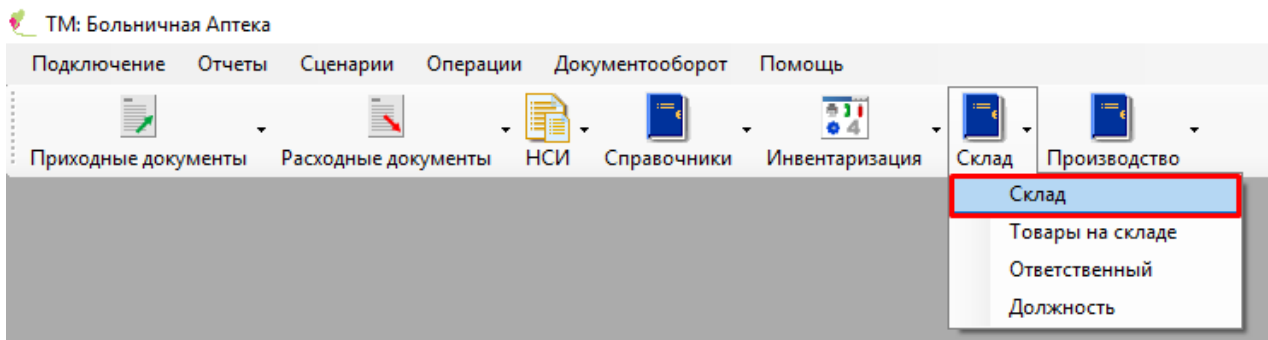 ТМ: Больничная Аптека
Подключение Отчеты Сценарии Операции Документооборот Помощь
Приходные документы Расходные документы НСИ Справочники Инвентаризация Склад Производство
Склад
Товары на складе
Ответственный
Должность